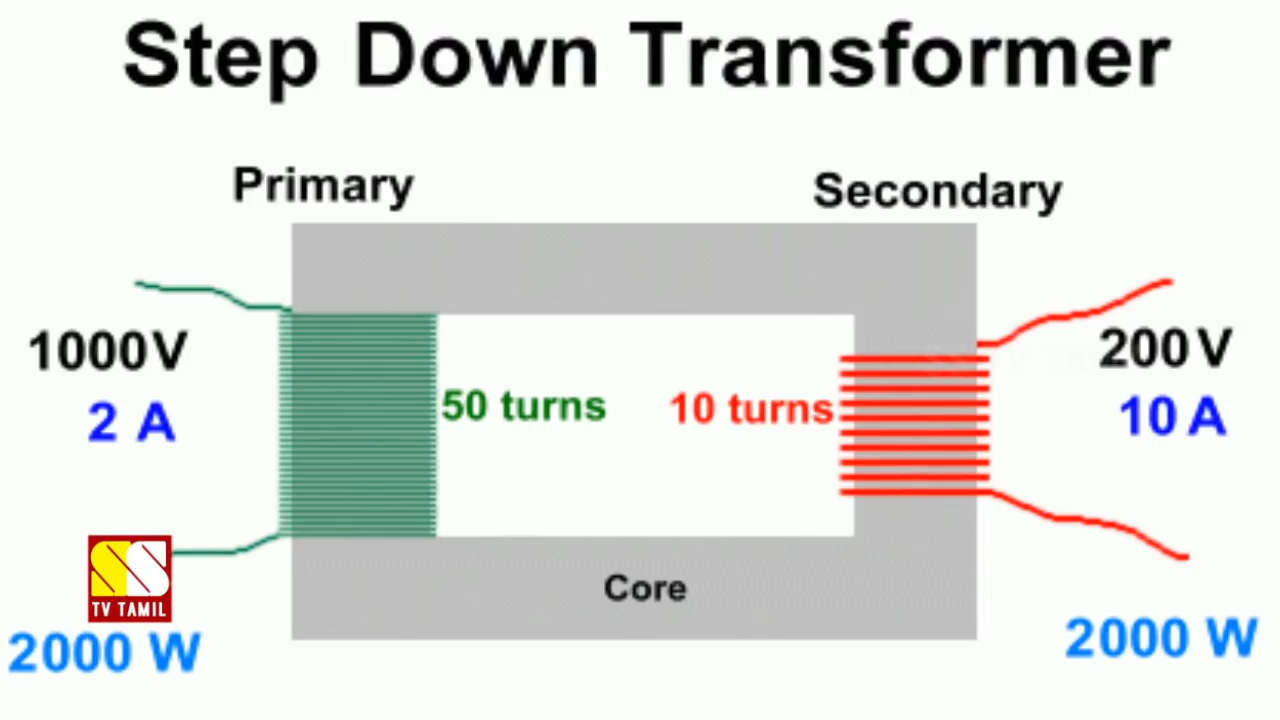 Step Down Transformer
Primary
Secondary
1000V
200V
2 A
50 turns
10 turns
10 A
Core
TV TAMIL
2000 W
2000 W